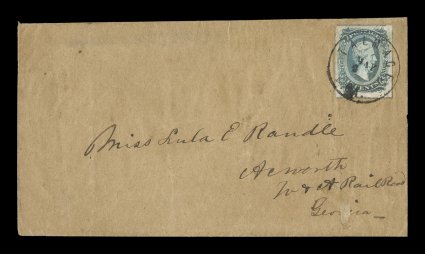 Miss Lula E Randle
Acworth
W & A Rail Road
Georgia